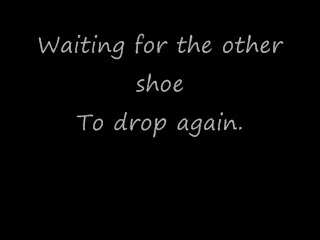 Waiting for the other
shoe
To drop again.